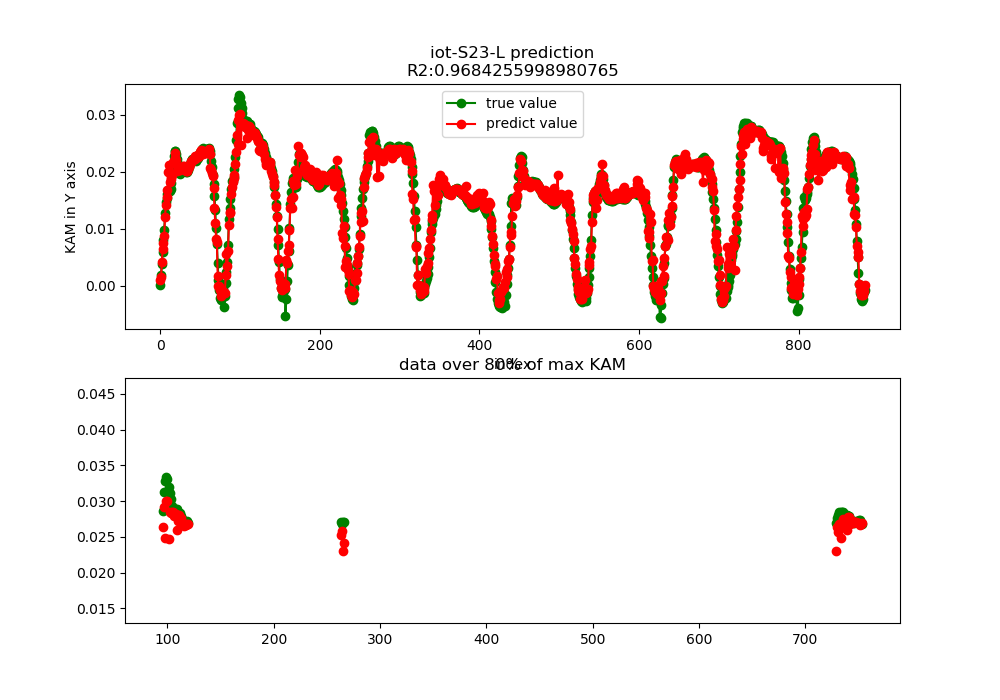 iot-S23-L prediction
R2:0.9684255998980765
true value
predict value
KAM in Y axis
0.03
0.02
0.01
0.00
0 200 400 600 800
index
data over 80% of max KAM
0.045
0.040
0.035
0.030
0.025
0.020
0.015
100 200 300 400 500 600 700